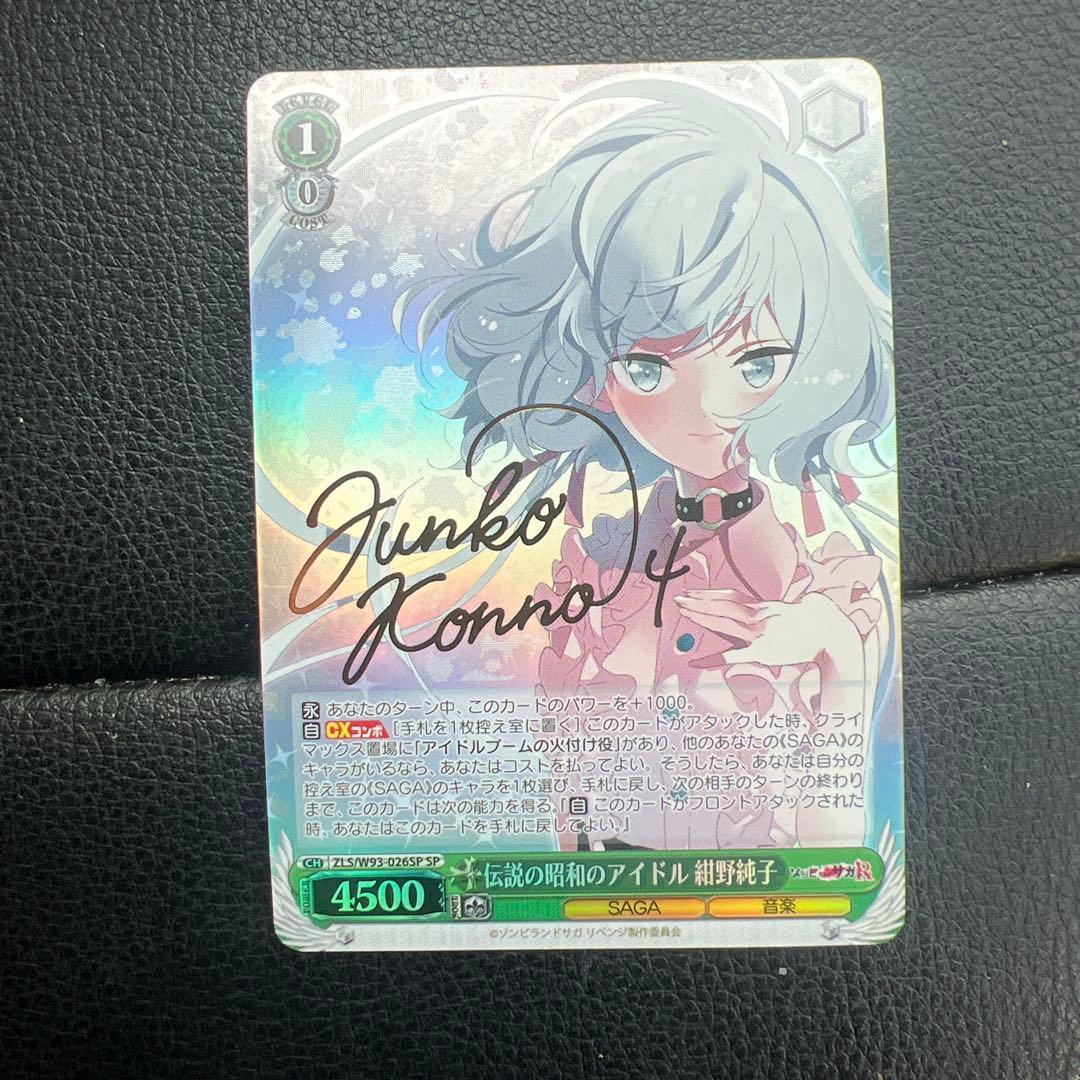 LEVEL
1
0
COST
Junko
Konno 4
永 あなたのターン中、このカードのパワーを+1000。
自 CXコンボ [手札を1枚控え室に置く] このカードがアタックした時、クライ
マックス置場に「アイドルブームの火付け役」があり、他のあなたの《SAGA》の
キャラがいるなら、あなたはコストを払ってよい。そうしたら、あなたは自分の
控え室の《SAGA》のキャラを1枚選び、手札に戻し、次の相手のターンの終わり
まで、このカードは次の能力を得る。『自 このカードがフロントアタックされた
時、あなたはこのカードを手札に戻してよい。』
CH ZLS/W93-026SP SP
伝説の昭和のアイドル 紺野純子
ゾンビランドサガR
POWER
4500
SOUL
SAGA
音楽
©ゾンビランドサガ リベンジ製作委員会